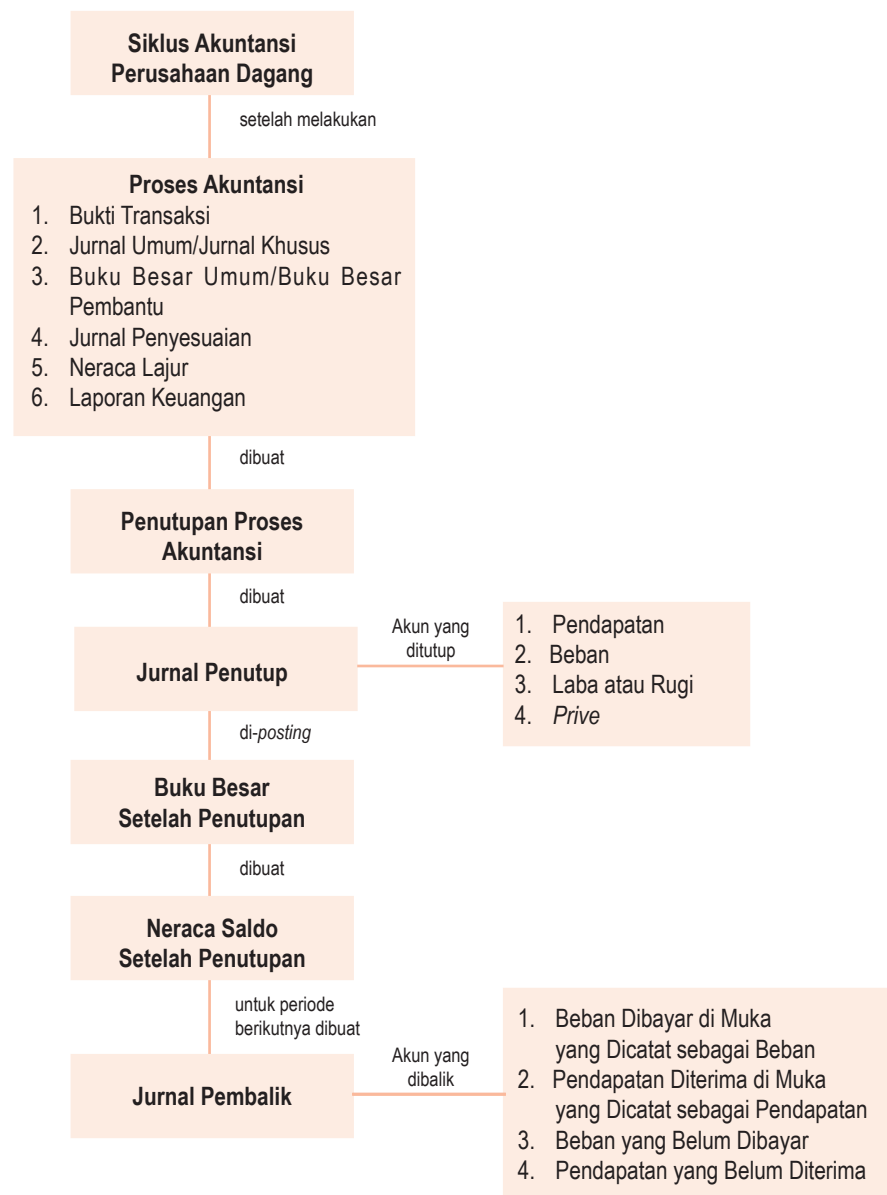 Siklus Akuntansi
Perusahaan Dagang
setelah melakukan
Proses Akuntansi
1. Bukti Transaksi
2. Jurnal Umum/Jurnal Khusus
3. Buku Besar Umum/Buku Besar
Pembantu
4. Jurnal Penyesuaian
5. Neraca Lajur
6. Laporan Keuangan
dibuat
Penutupan Proses
Akuntansi
dibuat
Jurnal Penutup
Akun yang
ditutup
1. Pendapatan
2. Beban
3. Laba atau Rugi
4. Prive
di-posting
Buku Besar
Setelah Penutupan
dibuat
Neraca Saldo
Setelah Penutupan
untuk periode
berikutnya dibuat
Jurnal Pembalik
Akun yang
dibalik
1. Beban Dibayar di Muka
yang Dicatat sebagai Beban
2. Pendapatan Diterima di Muka
yang Dicatat sebagai Pendapatan
3. Beban yang Belum Dibayar
4. Pendapatan yang Belum Diterima